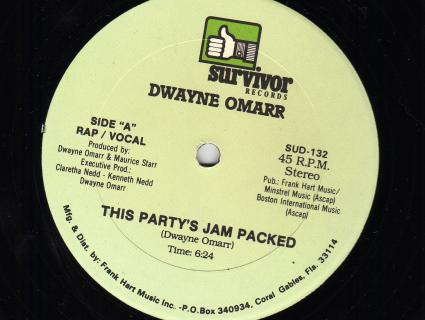 survivor
RECORDS
DWAYNE OMARR
SIDE "A"
RAP / VOCAL
Produced by:
Dwayne Omarr & Maurice Starr
Executive Prod.:
Claretha Nedd - Kenneth Nedd
Dwayne Omarr
SUD-132
45 R.P.M.
Stereo
Pub.: Frank Hart Music/
Minstrel Music (Ascap)
Boston International Music
(Ascap)
THIS PARTY'S JAM PACKED
(Dwayne Omarr)
Time: 6:24
Mfg. & Dist. by: Frank Hart Music Inc. -P.O.Box 340934, Coral Gables, Fla. 33114